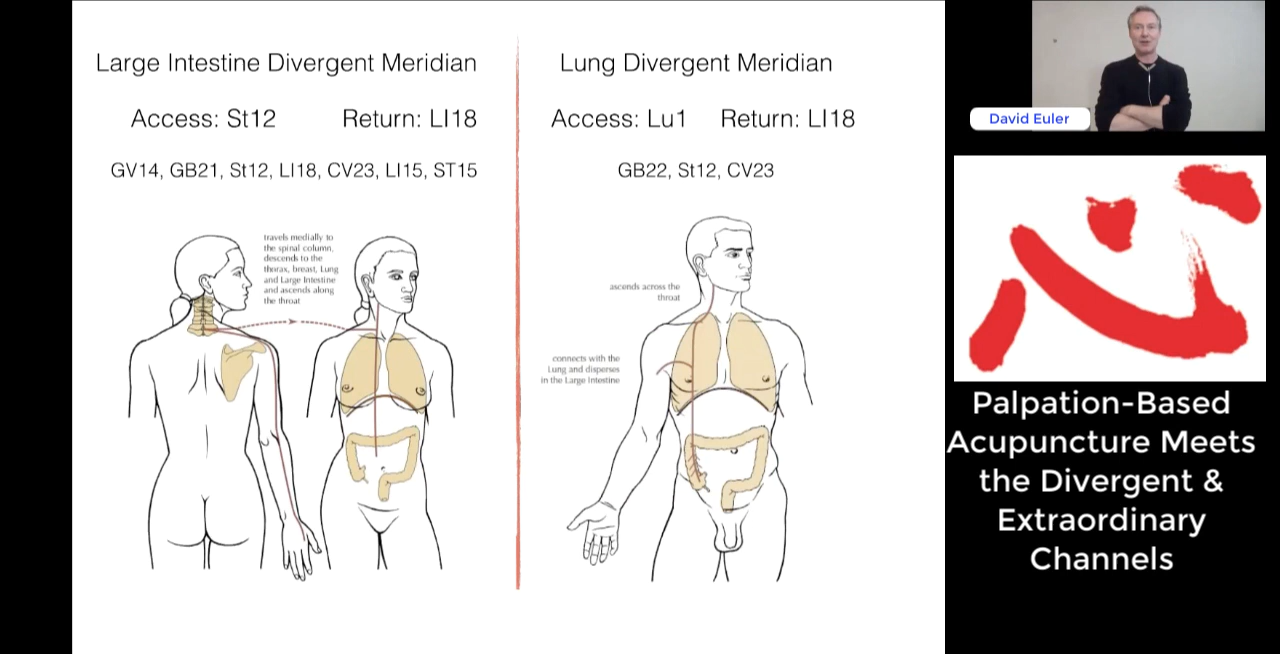 Large Intestine Divergent Meridian
Access: St12 Return: LI18
GV14, GB21, St12, LI18, CV23, LI15, ST15
travels medially to
the spinal column,
descends to the
thorax, breast, Lung
and Large Intestine
and ascends along
the throat
Lung Divergent Meridian
Access: Lu1 Return: LI18
GB22, St12, CV23
ascends across the
throat
connects with the
Lung and disperses
in the Large Intestine
David Euler
Palpation-Based
Acupuncture Meets
the Divergent &
Extraordinary
Channels